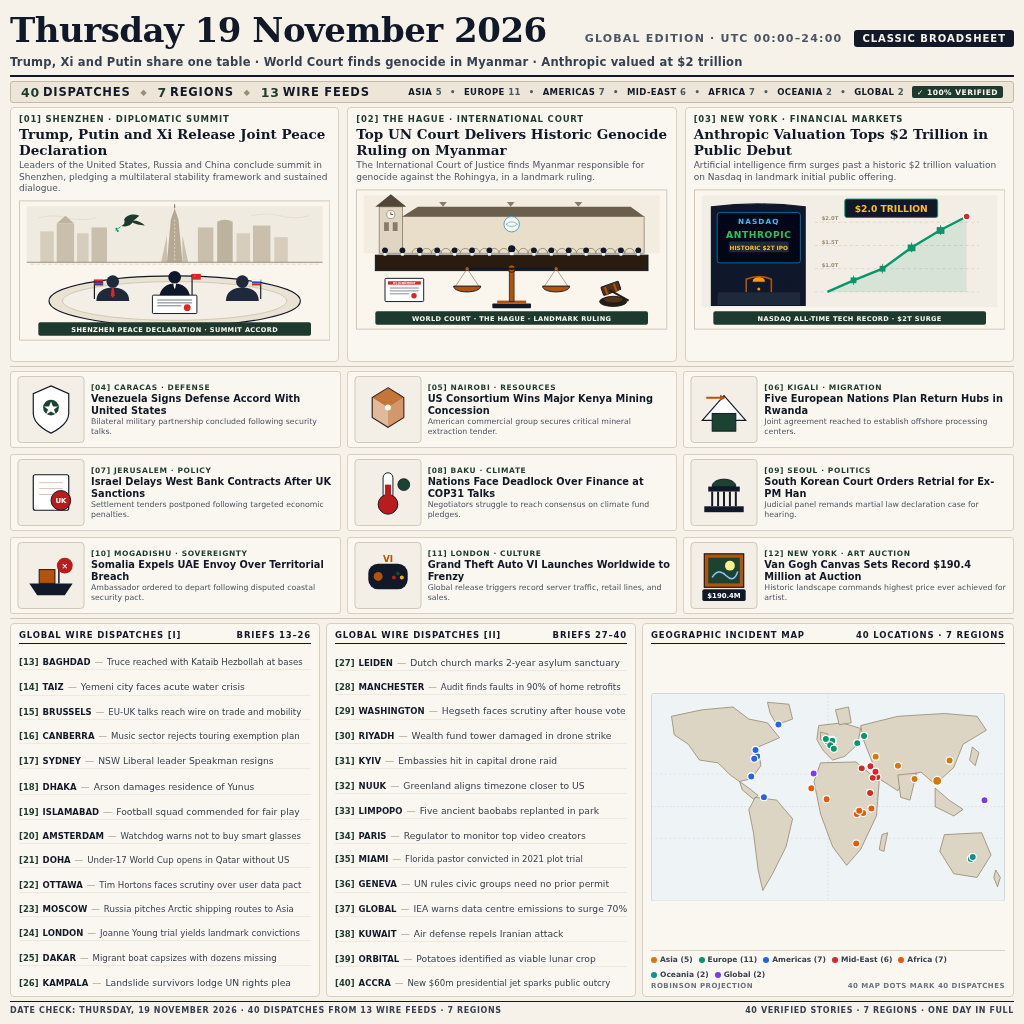 Thursday 19 November 2026
GLOBAL EDITION · UTC 00:00–24:00
CLASSIC BROADSHEET
Trump, Xi and Putin share one table · World Court finds genocide in Myanmar · Anthropic valued at $2 trillion
40 DISPATCHES ◆ 7 REGIONS ◆ 13 WIRE FEEDS
ASIA 5 • EUROPE 11 • AMERICAS 7 • MID-EAST 6 • AFRICA 7 • OCEANIA 2 • GLOBAL 2
✓ 100% VERIFIED
[01] SHENZHEN · DIPLOMATIC SUMMIT
Trump, Putin and Xi Release Joint Peace
Declaration
Leaders of the United States, Russia and China conclude summit in
Shenzhen, pledging a multilateral stability framework and sustained
dialogue.
SHENZHEN PEACE DECLARATION · SUMMIT ACCORD
[02] THE HAGUE · INTERNATIONAL COURT
Top UN Court Delivers Historic Genocide
Ruling on Myanmar
The International Court of Justice finds Myanmar responsible for
genocide against the Rohingya, in a landmark ruling.
WORLD COURT · THE HAGUE · LANDMARK RULING
[03] NEW YORK · FINANCIAL MARKETS
Anthropic Valuation Tops $2 Trillion in
Public Debut
Artificial intelligence firm surges past a historic $2 trillion valuation
on Nasdaq in landmark initial public offering.
NASDAQ
ANTHROPIC
HISTORIC $2T IPO
$2.0 TRILLION
$2.0T
$1.5T
$1.0T
NASDAQ ALL-TIME TECH RECORD · $2T SURGE
[04] CARACAS · DEFENSE
Venezuela Signs Defense Accord With
United States
Bilateral military partnership concluded following security
talks.
[05] NAIROBI · RESOURCES
US Consortium Wins Major Kenya Mining
Concession
American commercial group secures critical mineral
extraction tender.
[06] KIGALI · MIGRATION
Five European Nations Plan Return Hubs in
Rwanda
Joint agreement reached to establish offshore processing
centers.
UK
[07] JERUSALEM · POLICY
Israel Delays West Bank Contracts After UK
Sanctions
Settlement tenders postponed following targeted economic
penalties.
[08] BAKU · CLIMATE
Nations Face Deadlock Over Finance at
COP31 Talks
Negotiators struggle to reach consensus on climate fund
pledges.
[09] SEOUL · POLITICS
South Korean Court Orders Retrial for Ex-
PM Han
Judicial panel remands martial law declaration case for
hearing.
[10] MOGADISHU · SOVEREIGNTY
Somalia Expels UAE Envoy Over Territorial
Breach
Ambassador ordered to depart following disputed coastal
security pact.
VI
[11] LONDON · CULTURE
Grand Theft Auto VI Launches Worldwide to
Frenzy
Global release triggers record server traffic, retail lines, and
sales.
$190.4M
[12] NEW YORK · ART AUCTION
Van Gogh Canvas Sets Record $190.4
Million at Auction
Historic landscape commands highest price ever achieved for
artist.
GLOBAL WIRE DISPATCHES [I] BRIEFS 13–26
[13] BAGHDAD — Truce reached with Kataib Hezbollah at bases
[14] TAIZ — Yemeni city faces acute water crisis
[15] BRUSSELS — EU-UK talks reach wire on trade and mobility
[16] CANBERRA — Music sector rejects touring exemption plan
[17] SYDNEY — NSW Liberal leader Speakman resigns
[18] DHAKA — Arson damages residence of Yunus
[19] ISLAMABAD — Football squad commended for fair play
[20] AMSTERDAM — Watchdog warns not to buy smart glasses
[21] DOHA — Under-17 World Cup opens in Qatar without US
[22] OTTAWA — Tim Hortons faces scrutiny over user data pact
[23] MOSCOW — Russia pitches Arctic shipping routes to Asia
[24] LONDON — Joanne Young trial yields landmark convictions
[25] DAKAR — Migrant boat capsizes with dozens missing
[26] KAMPALA — Landslide survivors lodge UN rights plea
GLOBAL WIRE DISPATCHES [II] BRIEFS 27–40
[27] LEIDEN — Dutch church marks 2-year asylum sanctuary
[28] MANCHESTER — Audit finds faults in 90% of home retrofits
[29] WASHINGTON — Hegseth faces scrutiny after house vote
[30] RIYADH — Wealth fund tower damaged in drone strike
[31] KYIV — Embassies hit in capital drone raid
[32] NUUK — Greenland aligns timezone closer to US
[33] LIMPOPO — Five ancient baobabs replanted in park
[34] PARIS — Regulator to monitor top video creators
[35] MIAMI — Florida pastor convicted in 2021 plot trial
[36] GENEVA — UN rules civic groups need no prior permit
[37] GLOBAL — IEA warns data centre emissions to surge 70%
[38] KUWAIT — Air defense repels Iranian attack
[39] ORBITAL — Potatoes identified as viable lunar crop
[40] ACCRA — New $60m presidential jet sparks public outcry
GEOGRAPHIC INCIDENT MAP 40 LOCATIONS · 7 REGIONS
Asia (5) Europe (11) Americas (7) Mid-East (6) Africa (7)
Oceania (2) Global (2)
ROBINSON PROJECTION 40 MAP DOTS MARK 40 DISPATCHES
DATE CHECK: THURSDAY, 19 NOVEMBER 2026 · 40 DISPATCHES FROM 13 WIRE FEEDS · 7 REGIONS
40 VERIFIED STORIES · 7 REGIONS · ONE DAY IN FULL